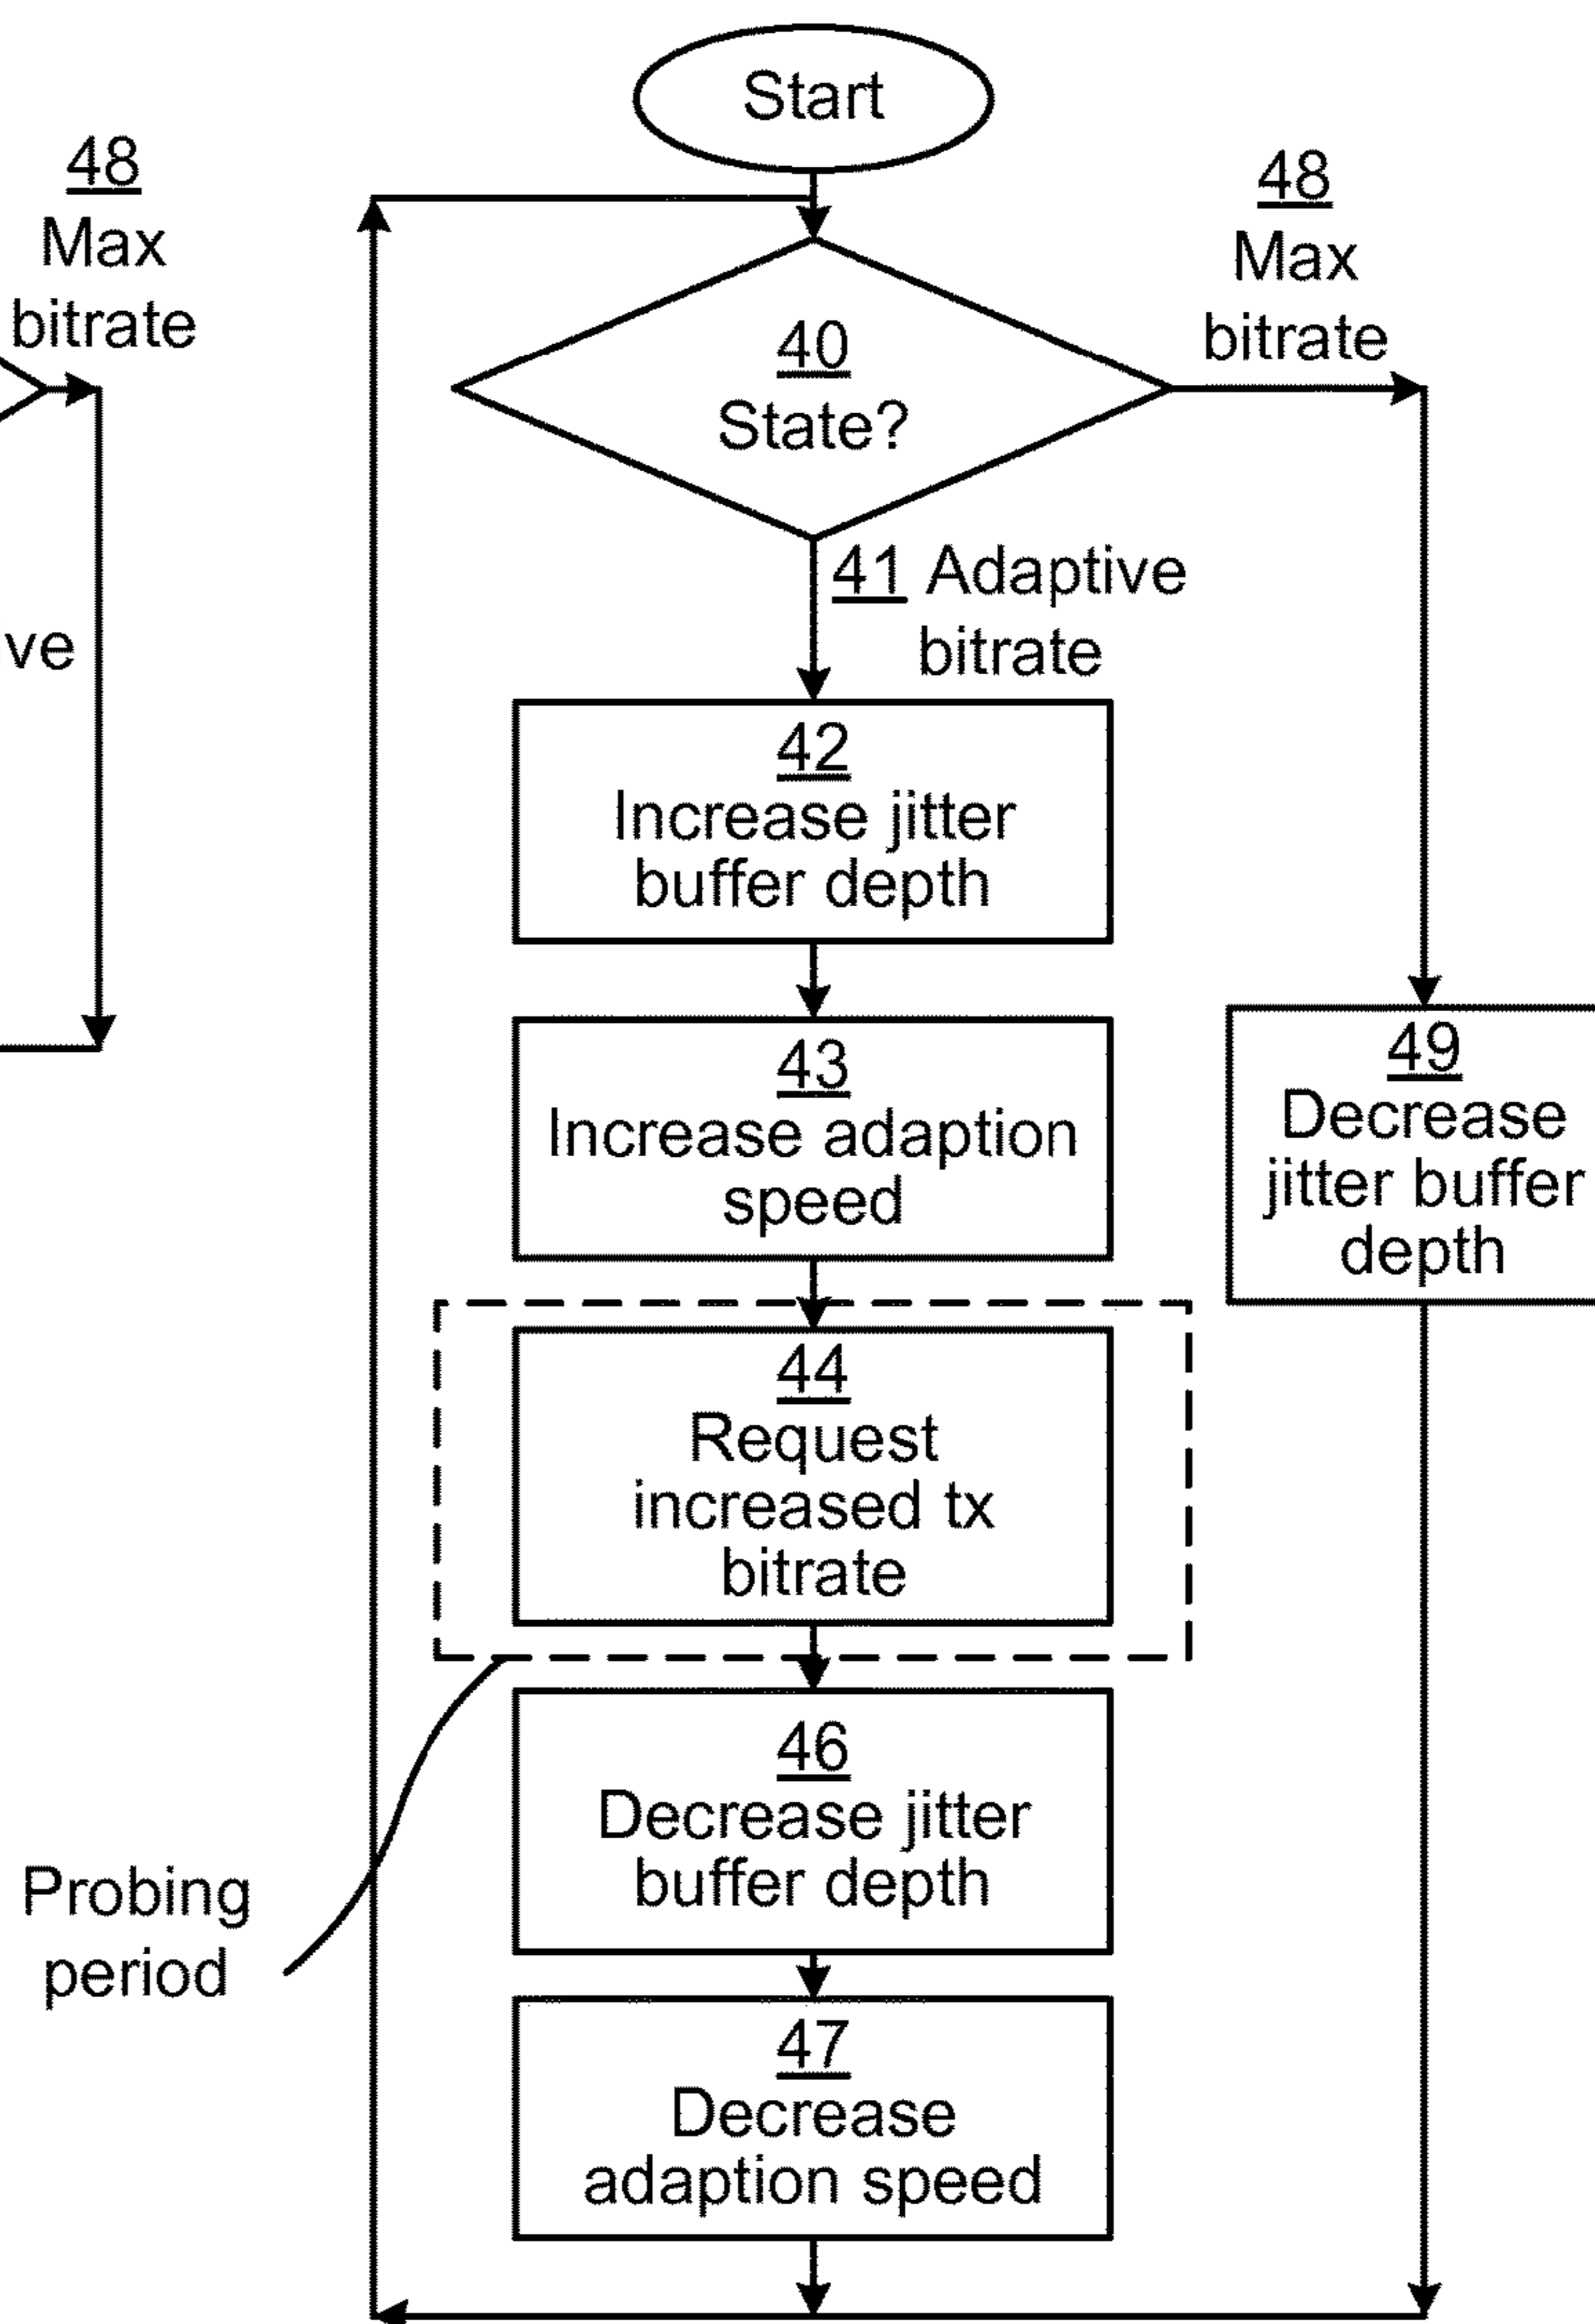 48
Max
bitrate
ve
Start
40
State?
48
Max
bitrate
41 Adaptive
bitrate
42
Increase jitter
buffer depth
43
Increase adaption
speed
44
Request
increased tx
bitrate
46
Decrease jitter
buffer depth
47
Decrease
adaption speed
49
Decrease
jitter buffer
depth
Probing
period